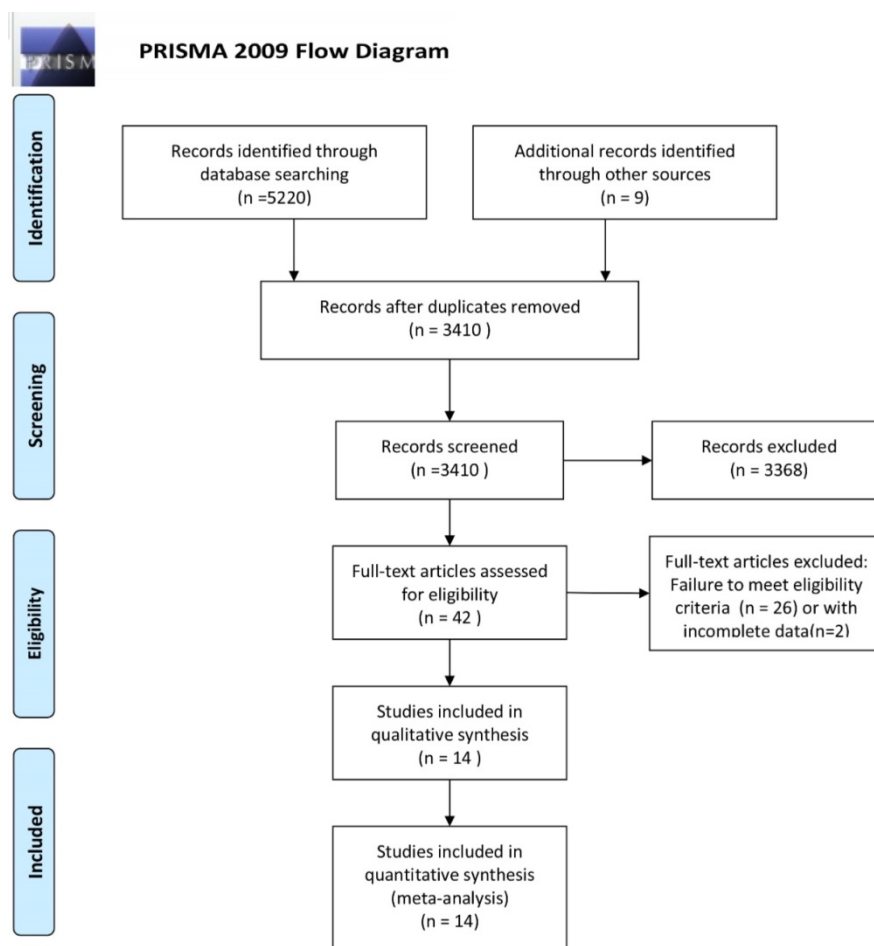 PRISM
PRISMA 2009 Flow Diagram
Identification
Records identified through
database searching
(n =5220)
Additional records identified
through other sources
(n = 9)
Records after duplicates removed
(n = 3410 )
Screening
Records screened
(n =3410 )
Records excluded
(n = 3368)
Eligibility
Full-text articles assessed
for eligibility
(n = 42 )
Full-text articles excluded:
Failure to meet eligibility
criteria (n = 26) or with
incomplete data(n=2)
Studies included in
qualitative synthesis
(n = 14 )
Included
Studies included in
quantitative synthesis
(meta-analysis)
(n = 14)